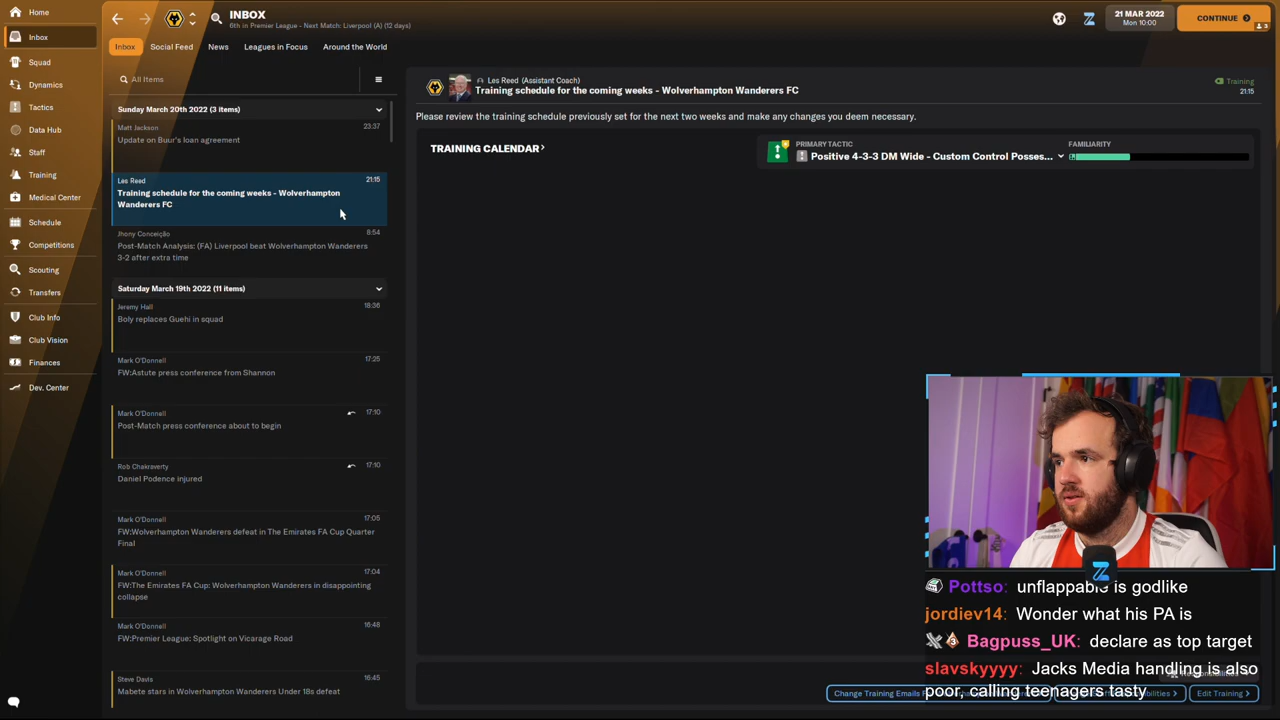 Home
Inbox
Squad
Dynamics
Tactics
Data Hub
Staff
Training
Medical Center
Schedule
Competitions
Scouting
Transfers
Club Info
Club Vision
Finances
Dev. Center
INBOX
6th in Premier League - Next Match: Liverpool (A) (12 days)
21 MAR 2022
Mon 10:00
CONTINUE
3
Inbox
Social Feed
News
Leagues in Focus
Around the World
All Items
Sunday March 20th 2022 (3 items)
Matt Jackson
23:37
Update on Buur's loan agreement
Les Reed
21:15
Training schedule for the coming weeks - Wolverhampton
Wanderers FC
Jhony Conceição
8:54
Post-Match Analysis: (FA) Liverpool beat Wolverhampton Wanderers
3-2 after extra time
Saturday March 19th 2022 (11 items)
Jeremy Hall
18:36
Boly replaces Guehi in squad
Mark O'Donnell
17:25
FW:Astute press conference from Shannon
Mark O'Donnell
17:10
Post-Match press conference about to begin
Rob Chakraverty
17:10
Daniel Podence injured
Mark O'Donnell
17:05
FW:Wolverhampton Wanderers defeat in The Emirates FA Cup Quarter
Final
Mark O'Donnell
17:04
FW:The Emirates FA Cup: Wolverhampton Wanderers in disappointing
collapse
Mark O'Donnell
16:48
FW:Premier League: Spotlight on Vicarage Road
Steve Davis
16:45
Mabete stars in Wolverhampton Wanderers Under 18s defeat
Les Reed (Assistant Coach)
Training schedule for the coming weeks - Wolverhampton Wanderers FC
Training
21:15
Please review the training schedule previously set for the next two weeks and make any changes you deem necessary.
TRAINING CALENDAR
PRIMARY TACTIC
Positive 4-3-3 DM Wide - Custom Control Posses...
FAMILIARITY
Pottso: unflappable is godlike
jordiev14: Wonder what his PA is
Bagpuss_UK: declare as top target
slavskyyyy: Jacks Media handling is also
poor, calling teenagers tasty
Change Training Emails
Edit Training